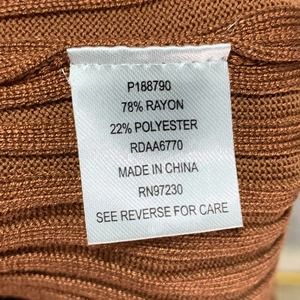 P188790
78% RAYON
22% POLYESTER
RDAA6770
MADE IN CHINA
RN97230
SEE REVERSE FOR CARE